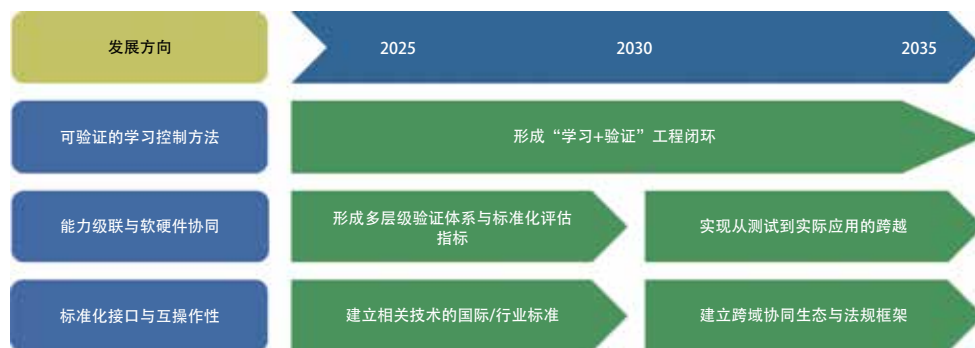 发展方向
2025
2030
2035
可验证的学习控制方法
形成“学习+验证”工程闭环
能力级联与软硬件协同
形成多层级验证体系与标准化评估
指标
实现从测试到实际应用的跨越
标准化接口与互操作性
建立相关技术的国际/行业标准
建立跨域协同生态与法规框架